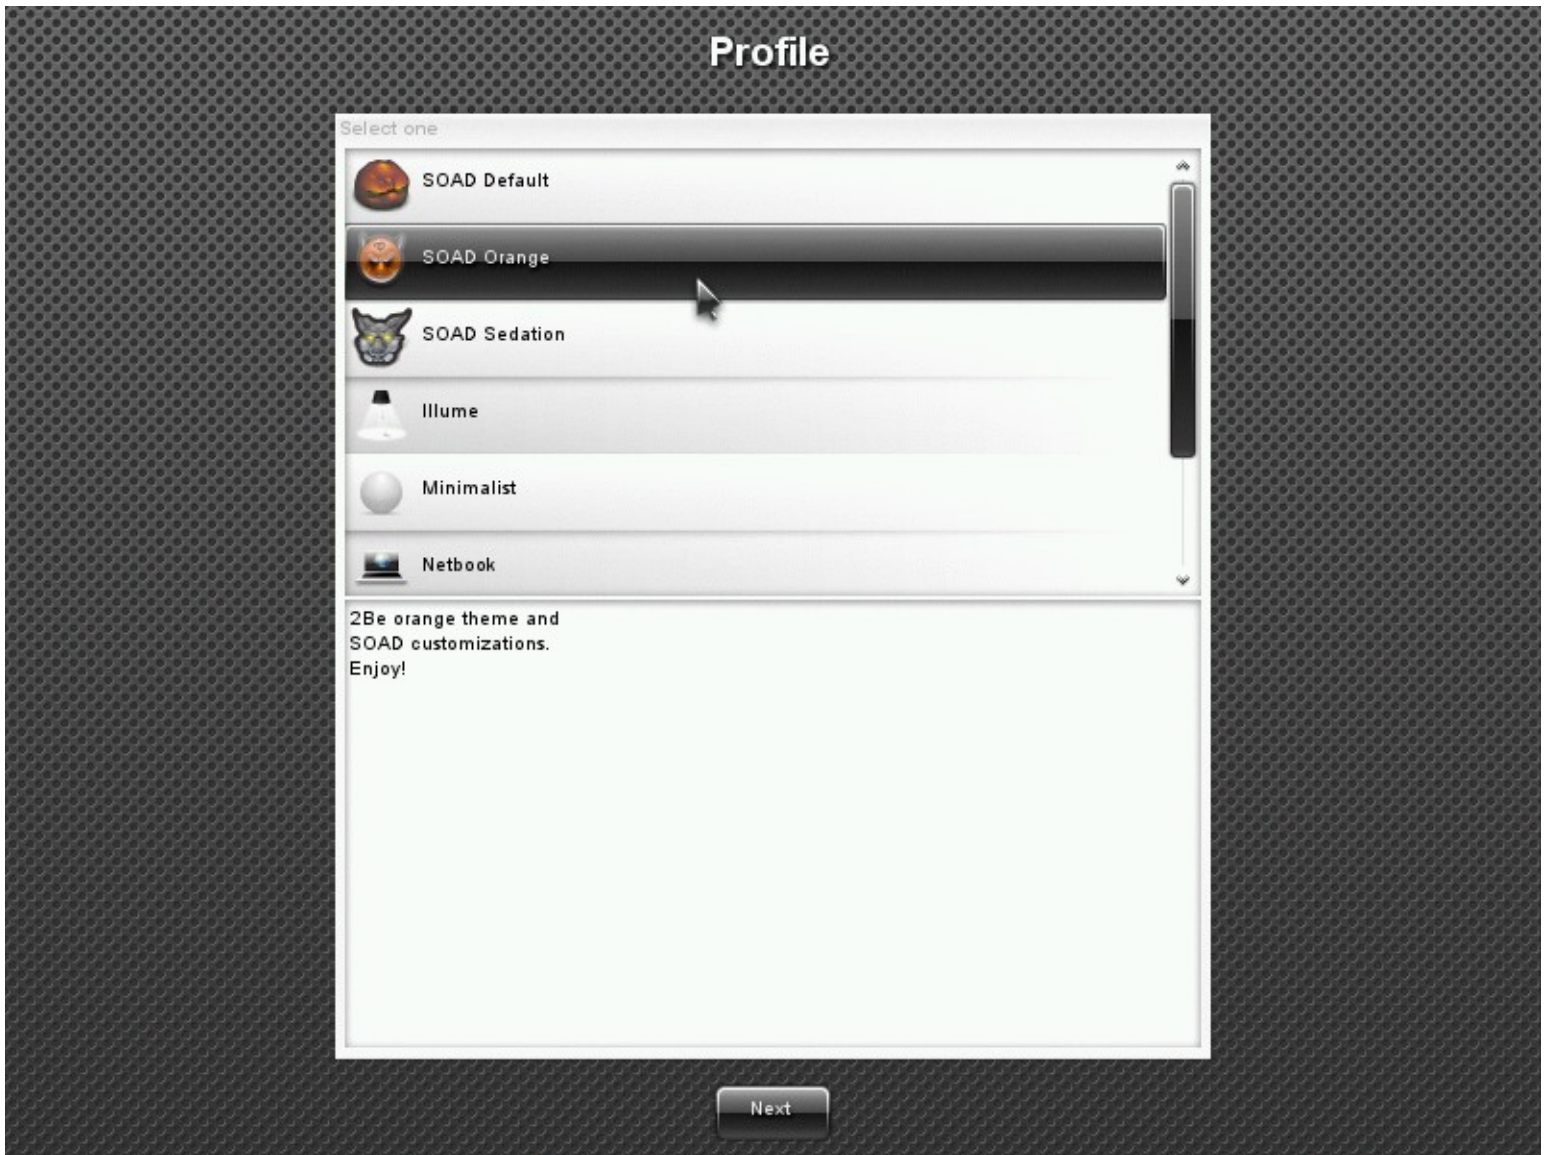 Profile
Select one
SOAD Default
SOAD Orange
SOAD Sedation
Illume
Minimalist
Netbook
2Be orange theme and
SOAD customizations.
Enjoy!
Next